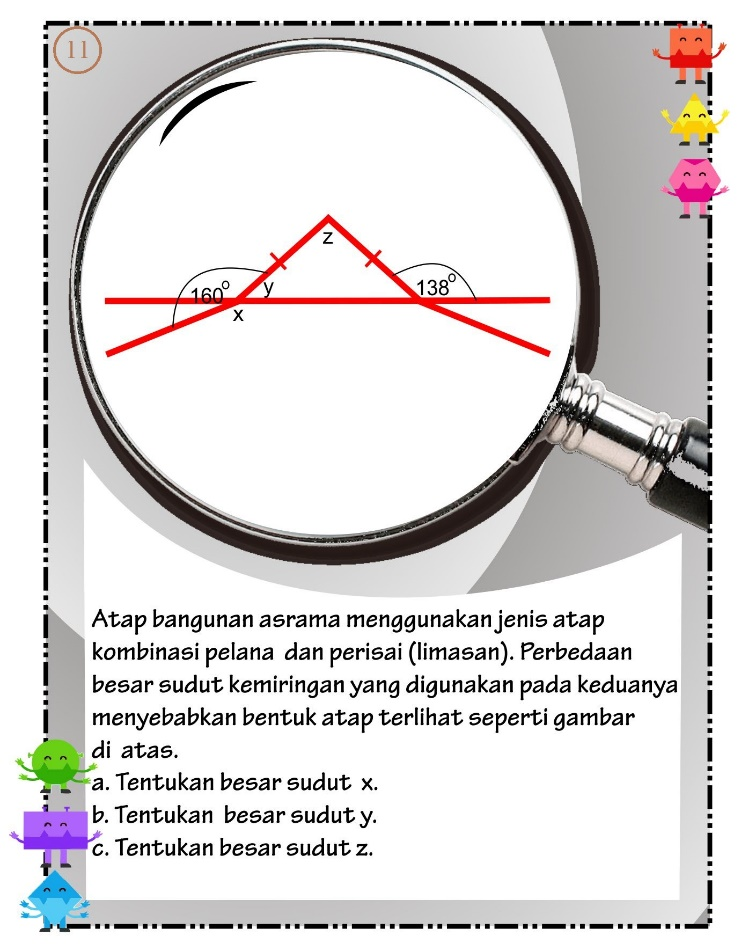 11
z
160°
y
138°
x
Atap bangunan asrama menggunakan jenis atap
kombinasi pelana dan perisai (limasan). Perbedaan
besar sudut kemiringan yang digunakan pada keduanya
menyebabkan bentuk atap terlihat seperti gambar
di atas.
a. Tentukan besar sudut x.
b. Tentukan besar sudut y.
c. Tentukan besar sudut z.